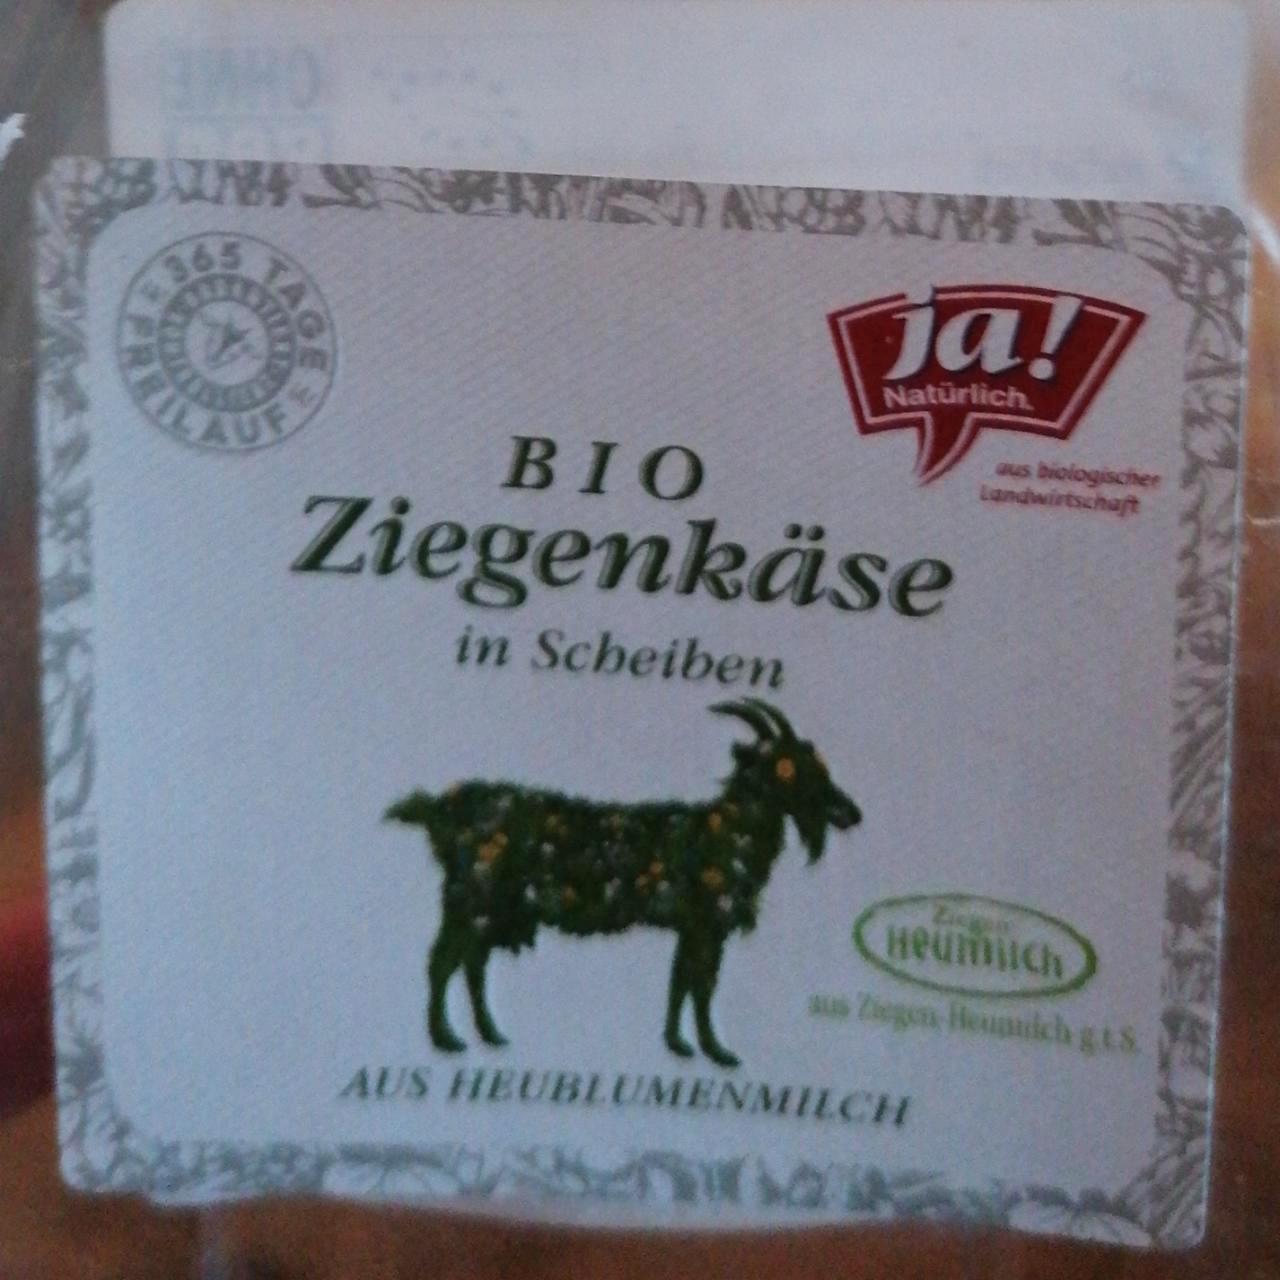 OHNE
365 TAGE
FREILAUF
ja!
Natürlich.
aus biologischer
Landwirtschaft
BIO
Ziegenkäse
in Scheiben
Ziegen
Heumilch
aus Ziegen-Heumilch g.t.S.
AUS HEUBLUMENMILCH